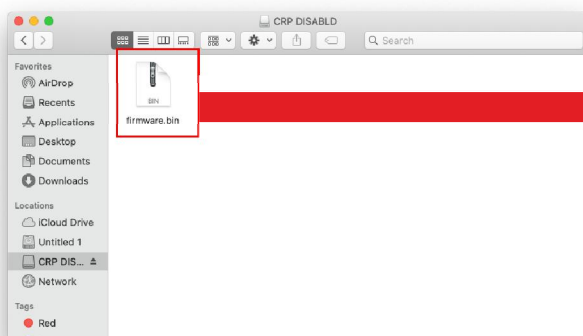 CRP DISABLD
Search
Favorites
AirDrop
Recents
Applications
Desktop
Documents
Downloads
Locations
iCloud Drive
Untitled 1
CRP DIS...
Network
Tags
Red
BIN
firmware.bin